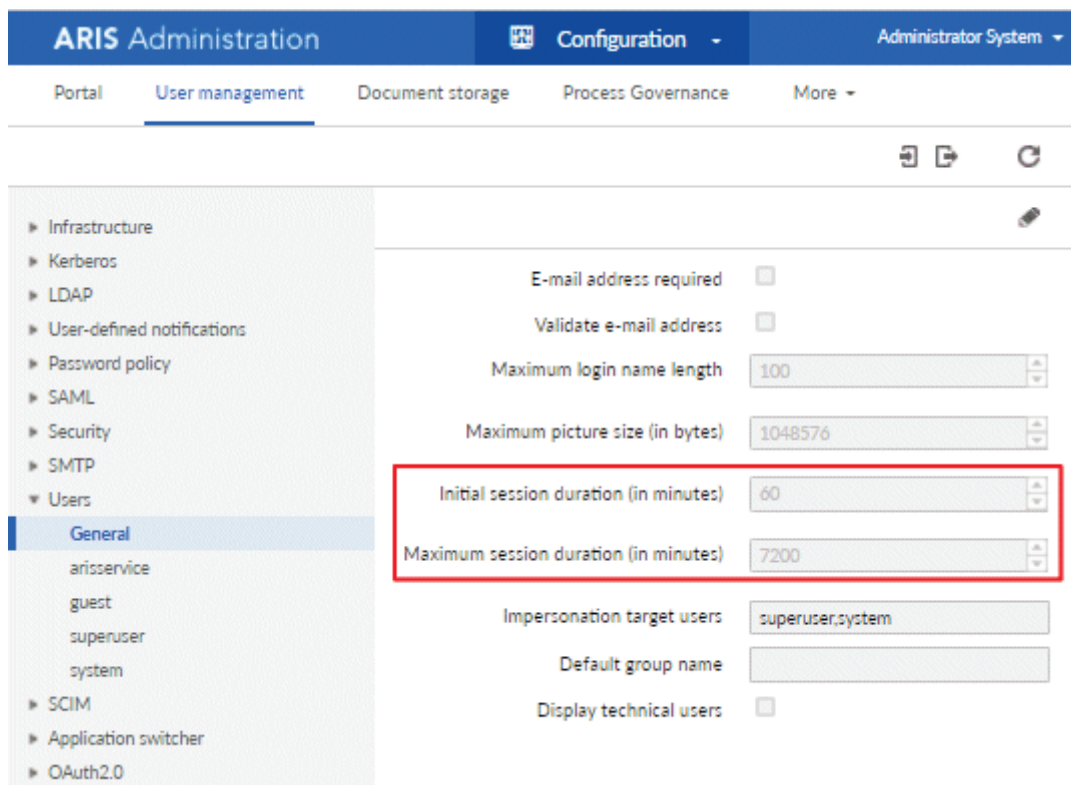 ARIS Administration Configuration Administrator System
Portal User management Document storage Process Governance More
Infrastructure
Kerberos
LDAP
User-defined notifications
Password policy
SAML
Security
SMTP
Users
General
arisservice
guest
superuser
system
SCIM
Application switcher
OAuth2.0
E-mail address required
Validate e-mail address
Maximum login name length 100
Maximum picture size (in bytes) 1048576
Initial session duration (in minutes) 60
Maximum session duration (in minutes) 7200
Impersonation target users superuser,system
Default group name
Display technical users